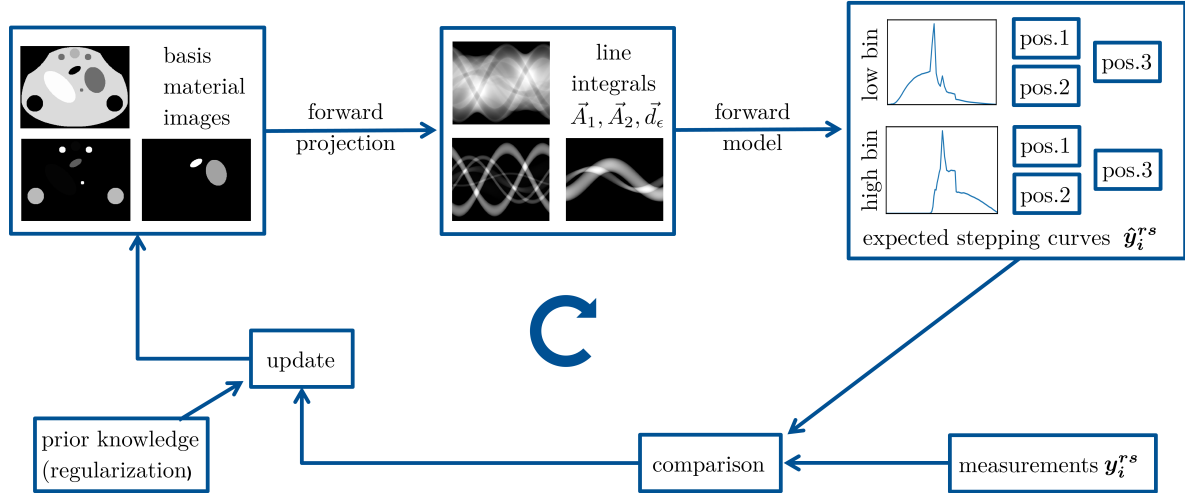 basis
material
images
forward
projection
line
integrals
$\vec{A}_1, \vec{A}_2, \vec{d}_\epsilon$
forward
model
low bin
pos.1
pos.2
pos.3
high bin
pos.1
pos.2
pos.3
expected stepping curves $\hat{y}_i^{rs}$
update
prior knowledge
(regularization)
comparison
measurements $y_i^{rs}$